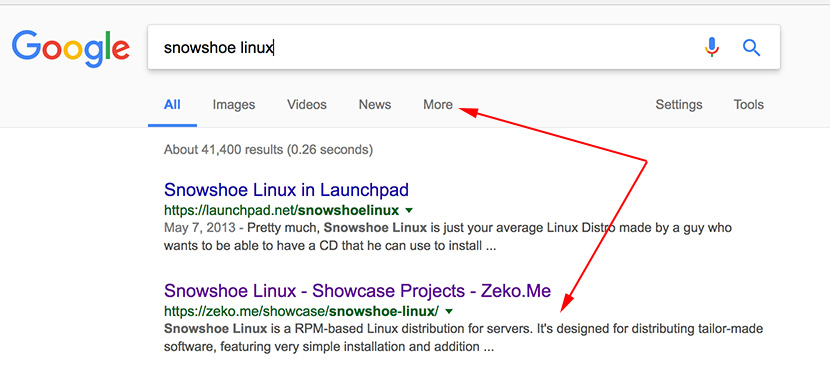 Google
snowshoe linux
All Images Videos News More Settings Tools
About 41,400 results (0.26 seconds)
Snowshoe Linux in Launchpad
https://launchpad.net/snowshoelinux
May 7, 2013 - Pretty much, Snowshoe Linux is just your average Linux Distro made by a guy who
wants to be able to have a CD that he can use to install ...
Snowshoe Linux - Showcase Projects - Zeko.Me
https://zeko.me/showcase/snowshoe-linux/
Snowshoe Linux is a RPM-based Linux distribution for servers. It's designed for distributing tailor-made
software, featuring very simple installation and addition ...